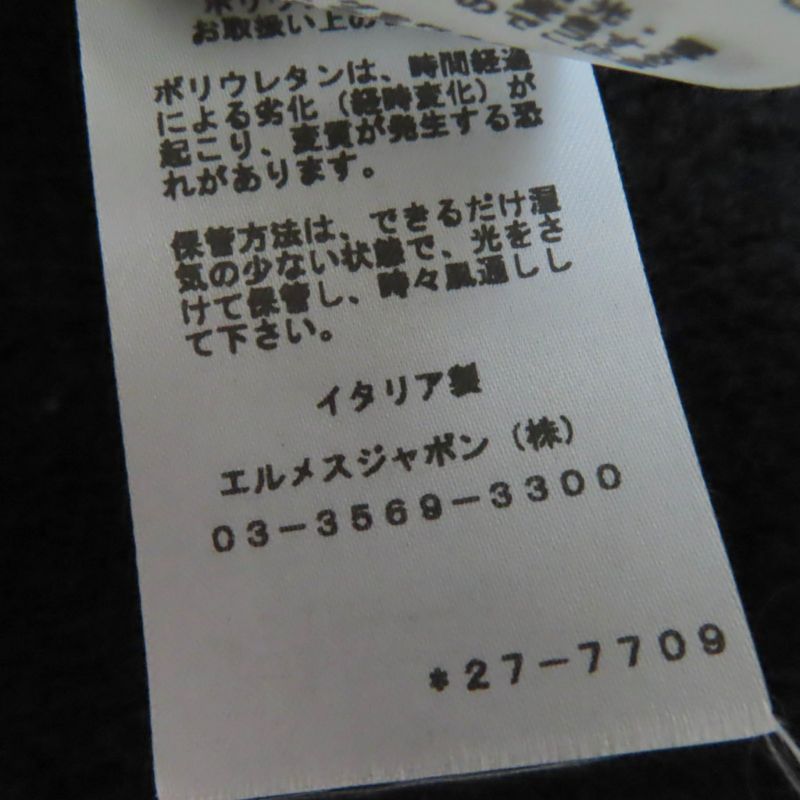 ポリウ
お取扱い上の
ポリウレタンは、時間経過
による劣化（経時変化）が
起こり、変質が発生する恐
れがあります。
保管方法は、できるだけ湿
気の少ない状態で、光をさ
けて保管し、時々風通しし
て下さい。
イタリア製
エルメスジャポン（株）
03-3569-3300
*27-7709